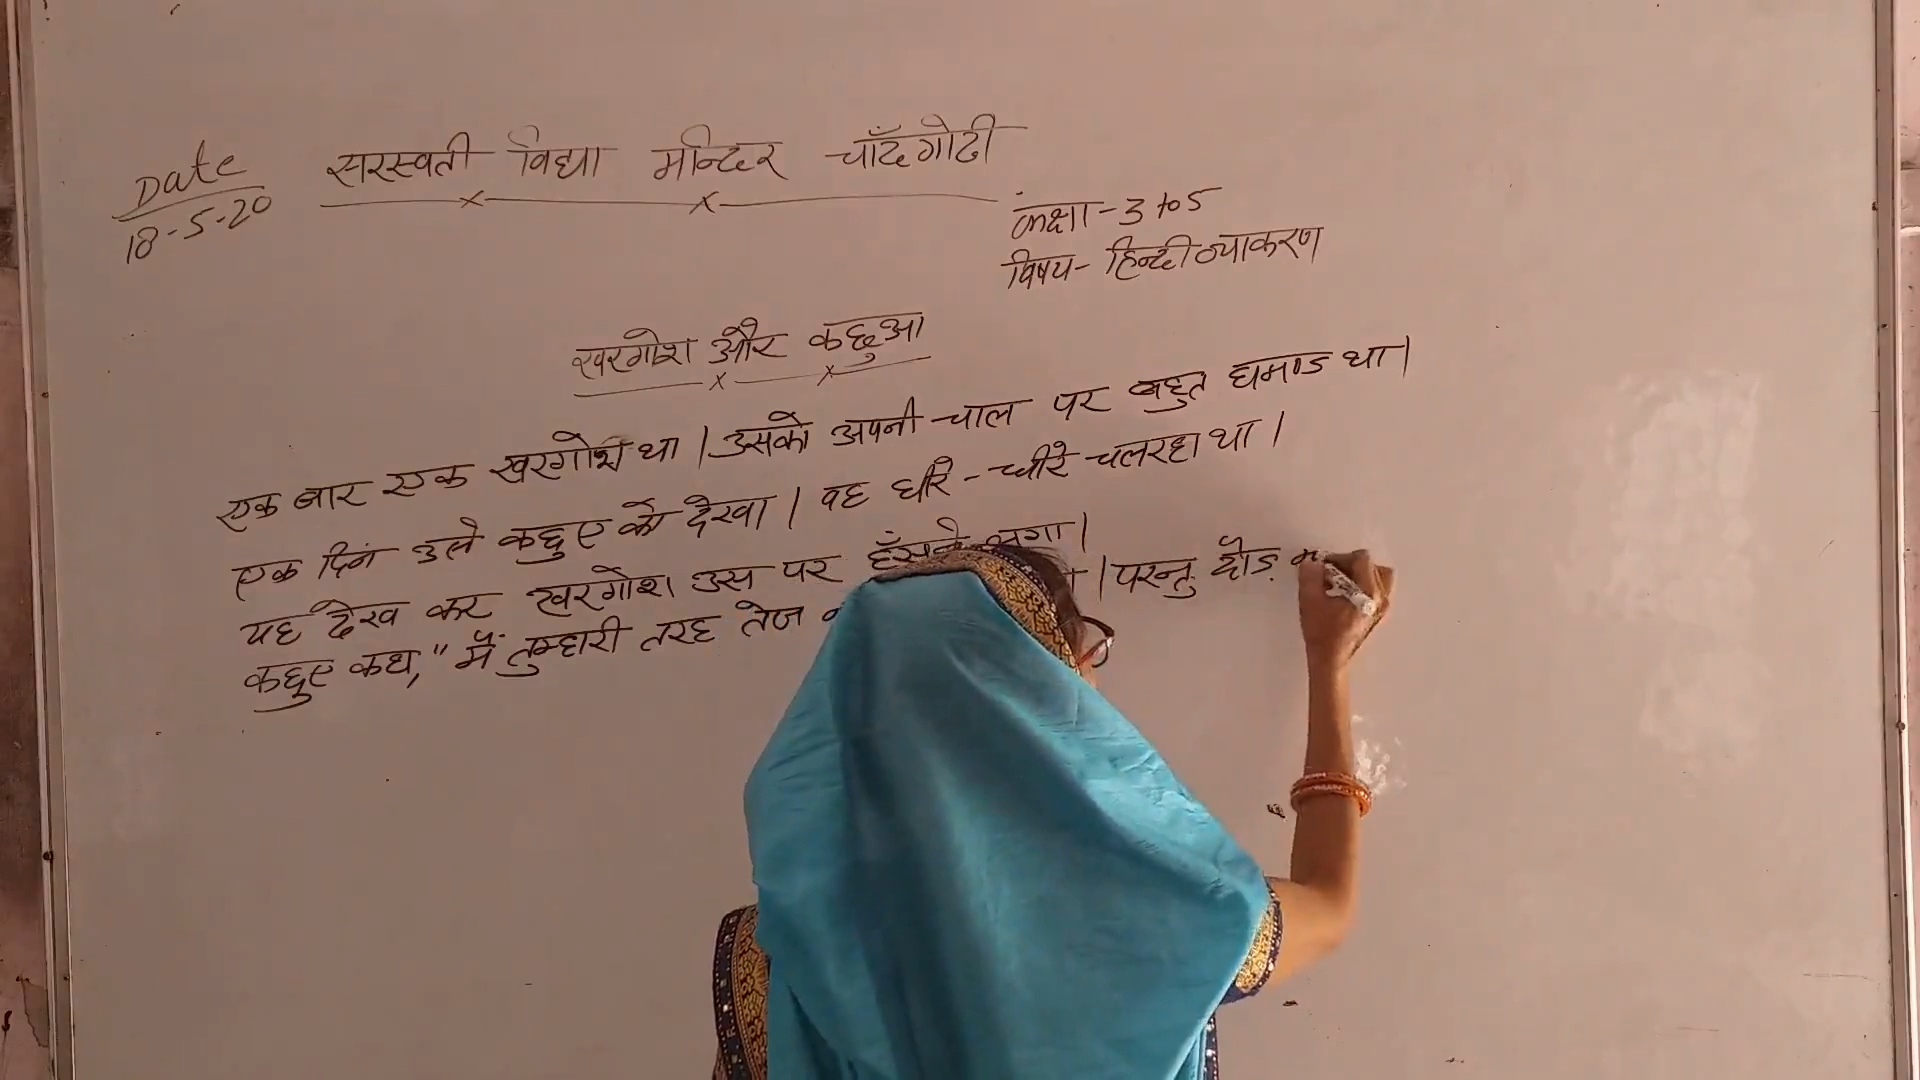 Date
18-5-20
सरस्वती विद्या मन्दिर चाँदगोठी
कक्षा-3 to 5
विषय- हिन्दी व्याकरण
खरगोश और कछुआ
एक बार एक खरगोश था। उसको अपनी चाल पर बहुत घमण्ड था।
एक दिन उसे कछुए को देखा। वह धीरे-धीरे चल रहा था।
यह देख कर खरगोश उस पर हँसने लगा।
कछुए कहा, "मैं तुम्हारी तरह तेज । परन्तु दौड़